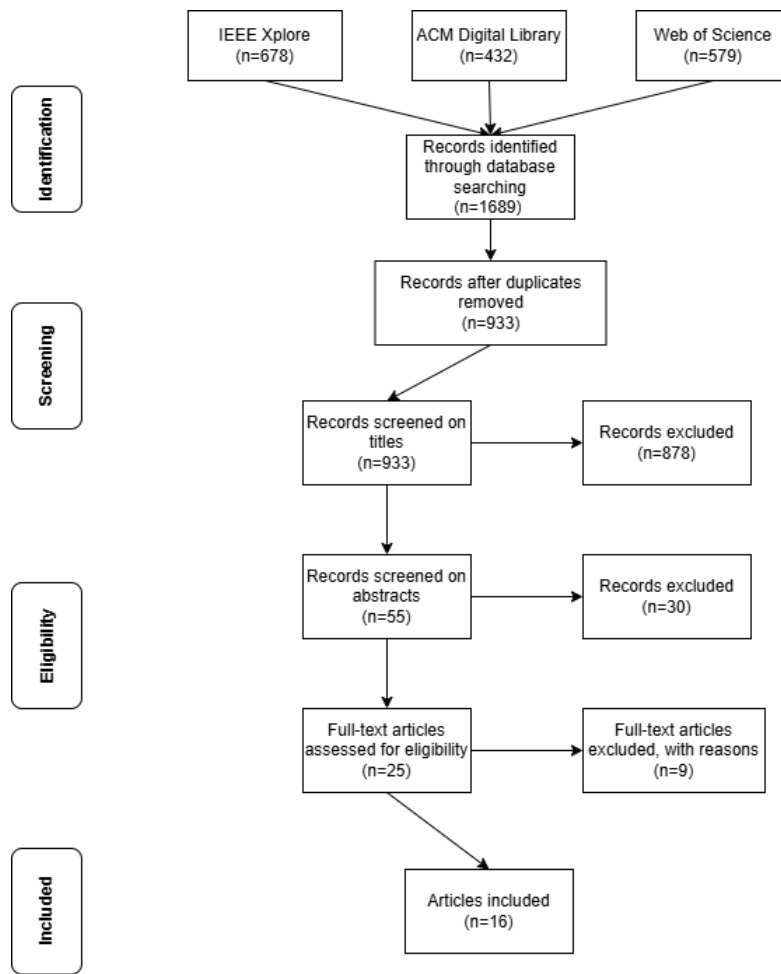 IEEE Xplore
(n=678)
ACM Digital Library
(n=432)
Web of Science
(n=579)
Identification
Records identified
through database
searching
(n=1689)
Records after duplicates
removed
(n=933)
Screening
Records screened on
titles
(n=933)
Records excluded
(n=878)
Records screened on
abstracts
(n=55)
Records excluded
(n=30)
Eligibility
Full-text articles
assessed for eligibility
(n=25)
Full-text articles
excluded, with reasons
(n=9)
Included
Articles included
(n=16)